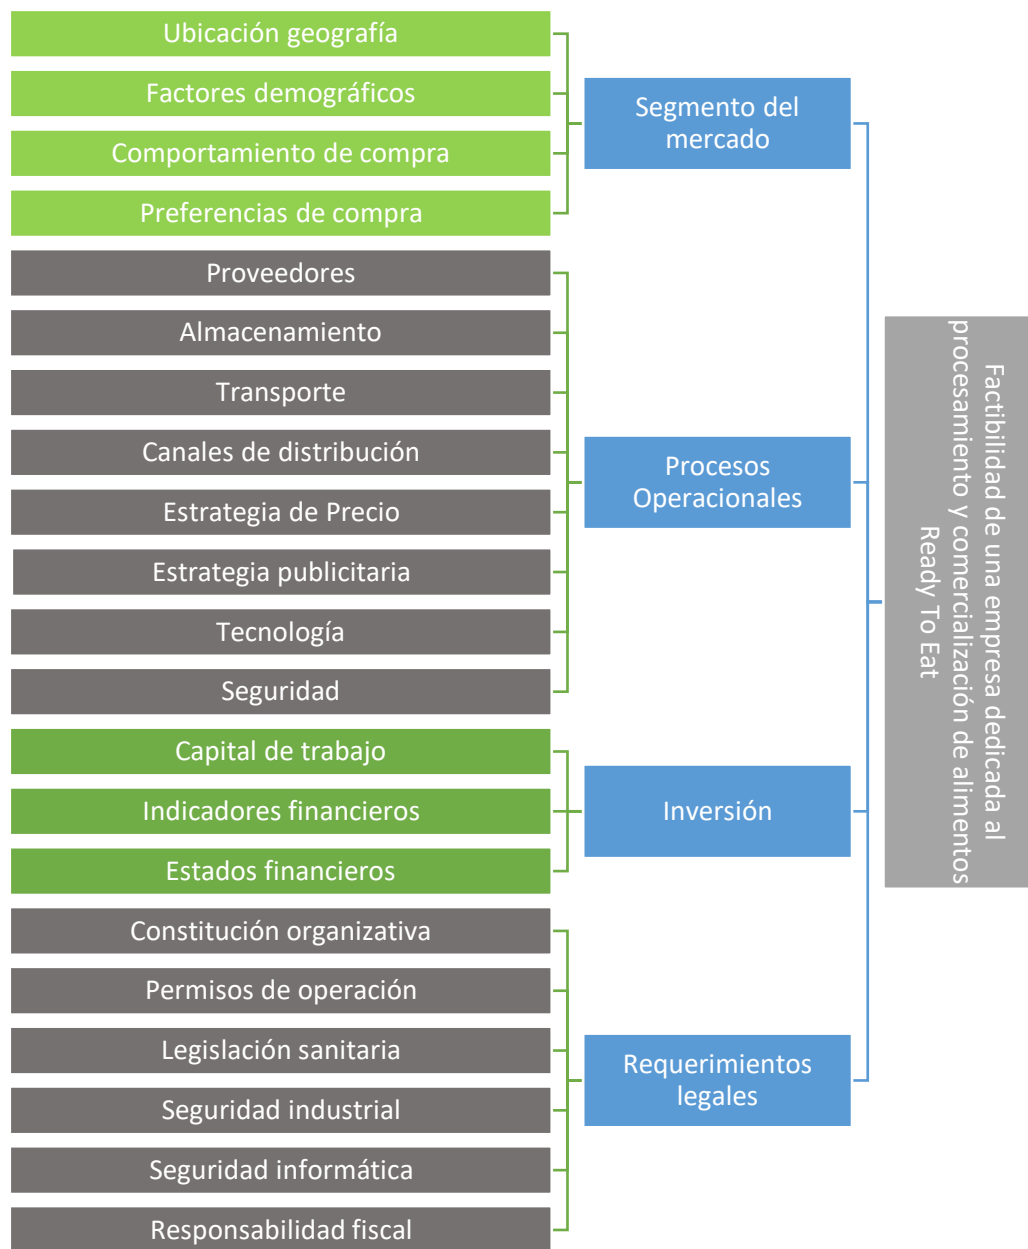 Ubicación geografía
Factores demográficos
Comportamiento de compra
Preferencias de compra
Segmento del
mercado
Proveedores
Almacenamiento
Transporte
Canales de distribución
Estrategia de Precio
Estrategia publicitaria
Tecnología
Seguridad
Procesos
Operacionales
Capital de trabajo
Indicadores financieros
Estados financieros
Inversión
Constitución organizativa
Permisos de operación
Legislación sanitaria
Seguridad industrial
Seguridad informática
Responsabilidad fiscal
Requerimientos
legales
Factibilidad de una empresa dedicada al
procesamiento y comercialización de alimentos
Ready To Eat